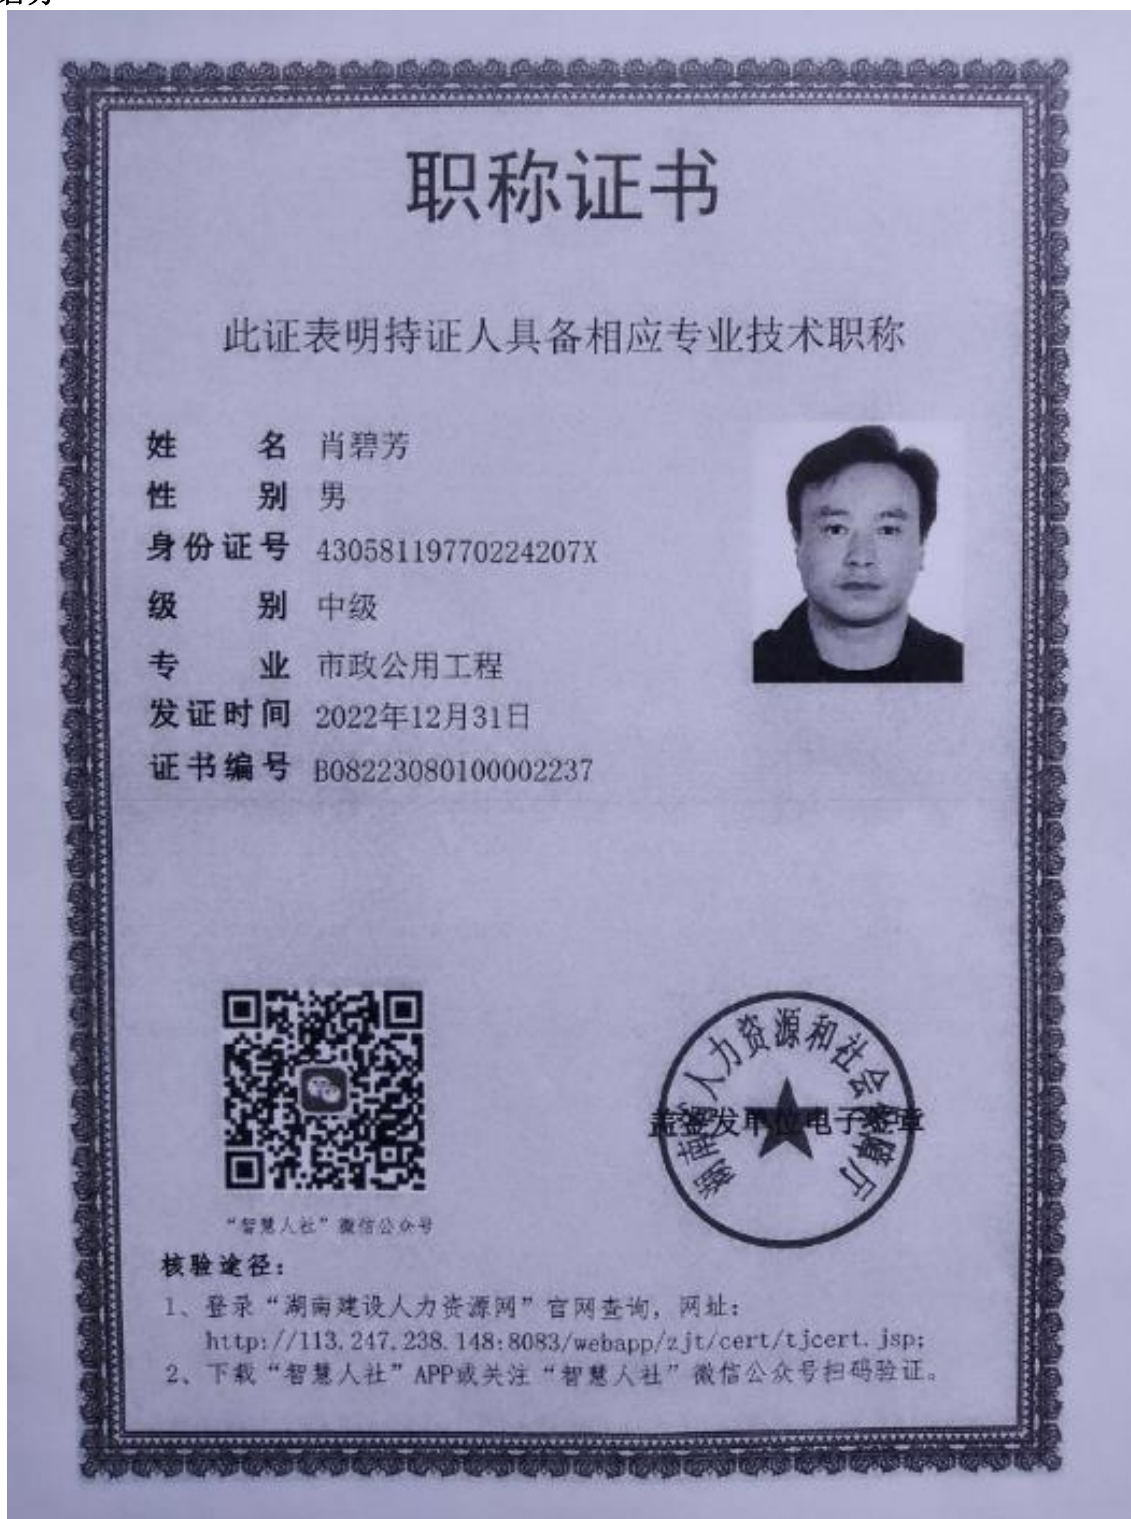 职称证书
此证表明持证人具备相应专业技术职称
姓名 肖碧芳
性别 男
身份证号 43058119770224207X
级别 中级
专业 市政公用工程
发证时间 2022年12月31日
证书编号 B08223080100002237
湖南省人力资源和社会保障厅
盖签发单位电子签章
“智慧人社”微信公众号
核验途径：
1、登录“湖南建设人力资源网”官网查询，网址：
http://113.247.238.148:8083/webapp/zjt/cert/tjcert.jsp;
2、下载“智慧人社”APP或关注“智慧人社”微信公众号扫码验证。